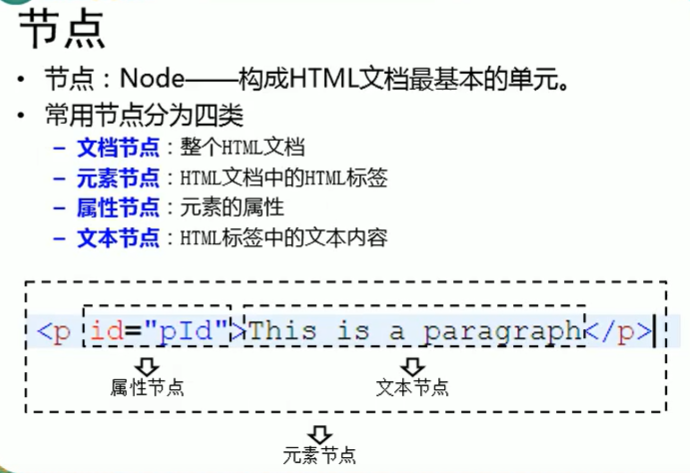 节点
• 节点：Node——构成HTML文档最基本的单元。
• 常用节点分为四类
– 文档节点：整个HTML文档
– 元素节点：HTML文档中的HTML标签
– 属性节点：元素的属性
– 文本节点：HTML标签中的文本内容
<p id="pId">This is a paragraph</p>
属性节点 文本节点
元素节点